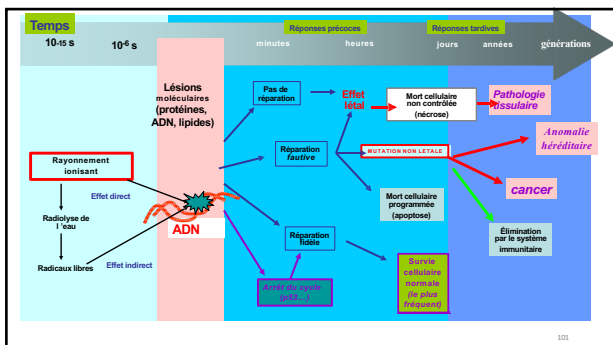 Temps
Réponses précoces
Réponses tardives
10-15 s
10-6 s
minutes
heures
jours
années
générations
Lésions
moléculaires
(protéines,
ADN, lipides)
Pas de
réparation
Effet
létal
Mort cellulaire
non contrôlée
(nécrose)
Pathologie
tissulaire
Réparation
fautive
MUTATION NON LETALE
Anomalie
héréditaire
Rayonnement
ionisant
Effet direct
cancer
Mort cellulaire
programmée
(apoptose)
Radiolyse de
l 'eau
ADN
Réparation
fidèle
Élimination
par le système
immunitaire
Radicaux libres
Effet indirect
Arrêt du cycle
(p53…)
Survie
cellulaire
normale
(le plus
fréquent)
101